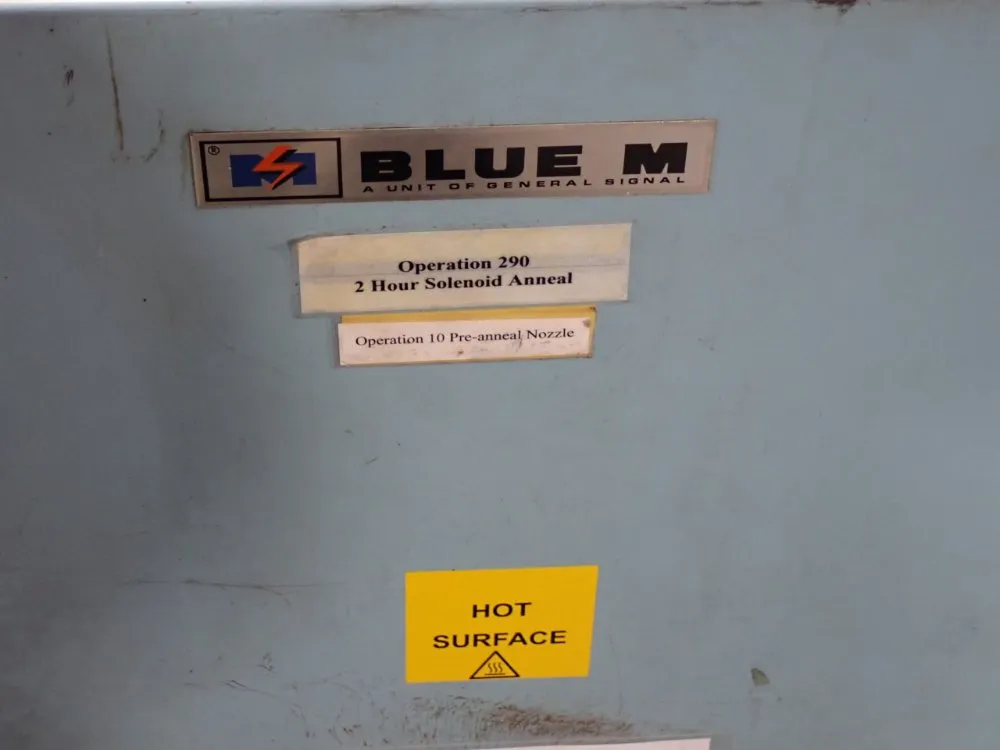 ® M BLUE M
A UNIT OF GENERAL SIGNAL
Operation 290
2 Hour Solenoid Anneal
Operation 10 Pre-anneal Nozzle
HOT
SURFACE